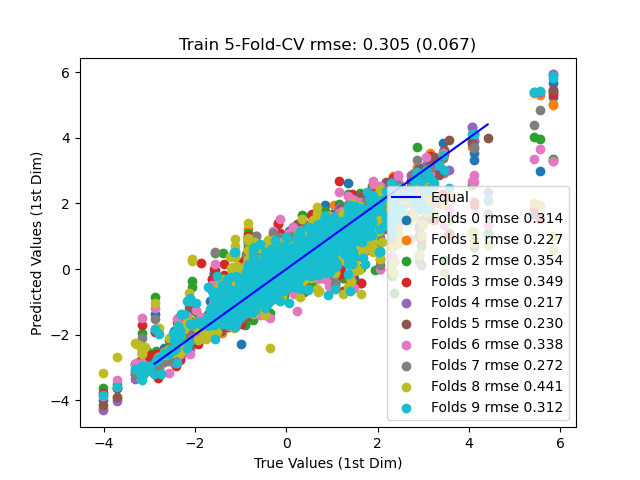 Train 5-Fold-CV rmse: 0.305 (0.067)
Predicted Values (1st Dim)
6
4
2
0
−2
−4
Equal
Folds 0 rmse 0.314
Folds 1 rmse 0.227
Folds 2 rmse 0.354
Folds 3 rmse 0.349
Folds 4 rmse 0.217
Folds 5 rmse 0.230
Folds 6 rmse 0.338
Folds 7 rmse 0.272
Folds 8 rmse 0.441
Folds 9 rmse 0.312
−4 −2 0 2 4 6
True Values (1st Dim)